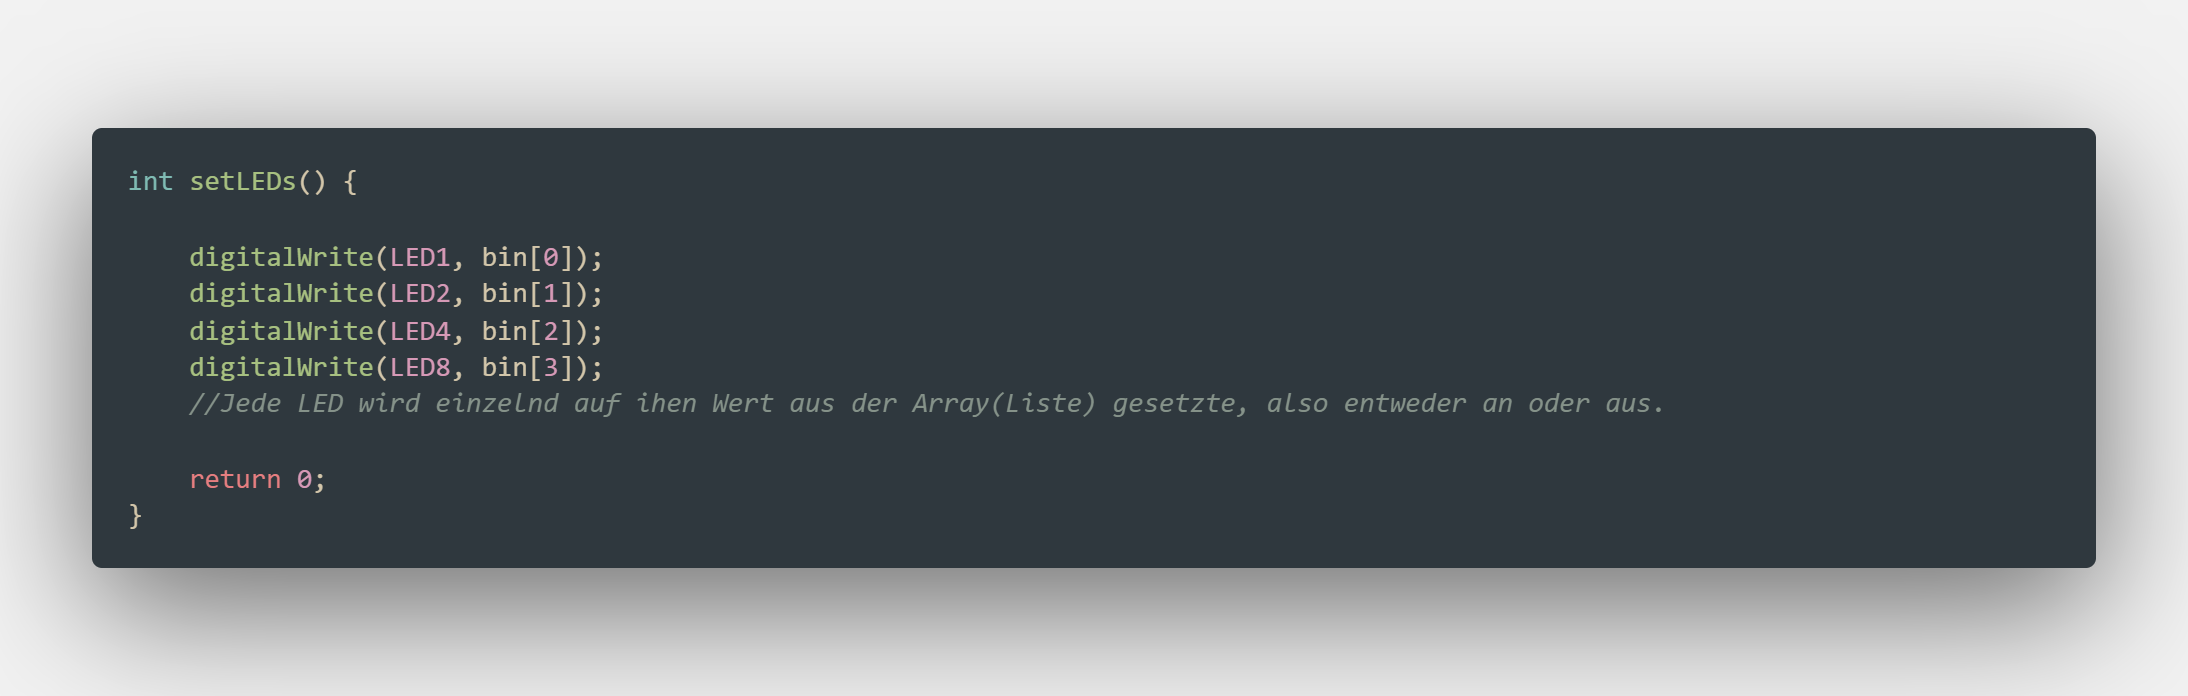 int setLEDs() {
digitalWrite(LED1, bin[0]);
digitalWrite(LED2, bin[1]);
digitalWrite(LED4, bin[2]);
digitalWrite(LED8, bin[3]);
//Jede LED wird einzelnd auf ihen Wert aus der Array(Liste) gesetzte, also entweder an oder aus.
return 0;
}